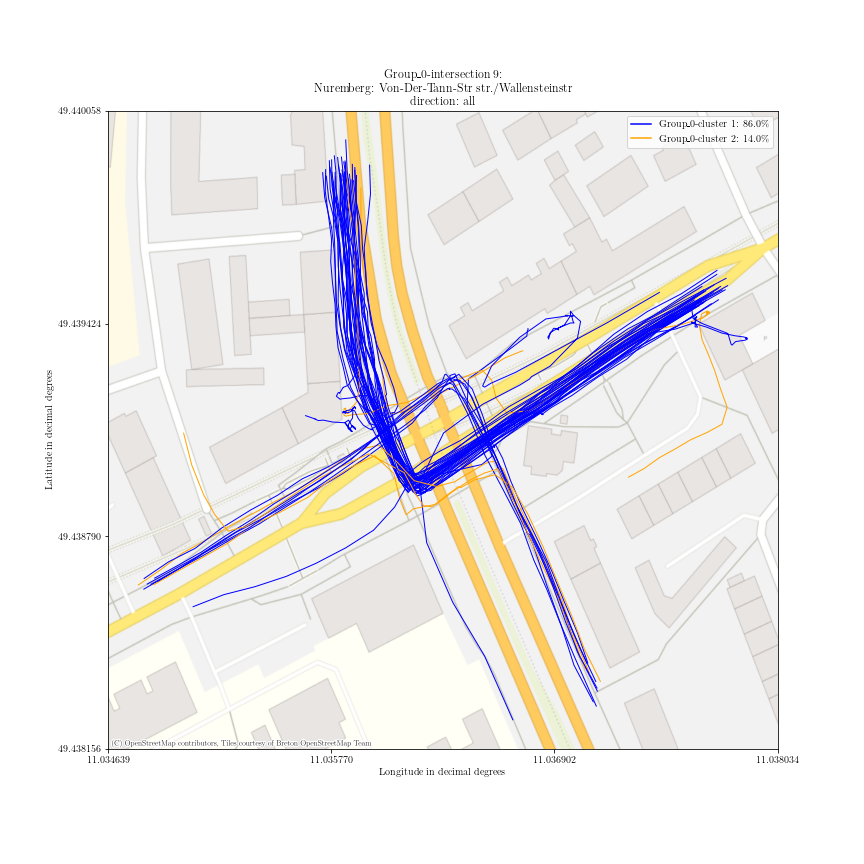 Group_0-intersection 9:
Nuremberg: Von-Der-Tann-Str str./Wallensteinstr
direction: all
49.440058
Group_0-cluster 1: 86.0%
Group_0-cluster 2: 14.0%
49.439424
Latitude in decimal degrees
49.438790
(C) OpenStreetMap contributors, Tiles courtesy of Breton OpenStreetMap Team
49.438156
11.034639
11.035770
11.036902
11.038034
Longitude in decimal degrees